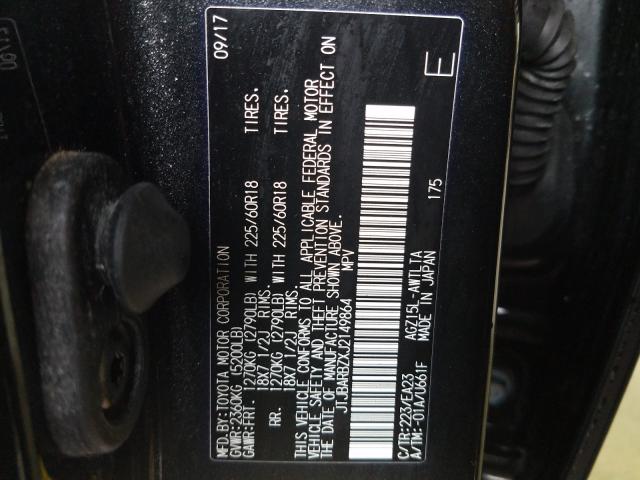 MFD.BY:TOYOTA MOTOR CORPORATION 09/17
GVWR:2360KG (5200LB)
GAWR:FRT. 1270KG (2790LB) WITH 225/60R18 TIRES.
18X7 1/2J RIMS.
RR. 1270KG (2790LB) WITH 225/60R18 TIRES.
18X7 1/2J RIMS.
THIS VEHICLE CONFORMS TO ALL APPLICABLE FEDERAL MOTOR
VEHICLE SAFETY AND THEFT PREVENTION STANDARDS IN EFFECT ON
THE DATE OF MANUFACTURE SHOWN ABOVE.
JTJBARBZXJ2149864 MPV
C/TR:223/EA23 AGZ15L-AWTLTA 175
A/TM:-01A/U661F MADE IN JAPAN
E